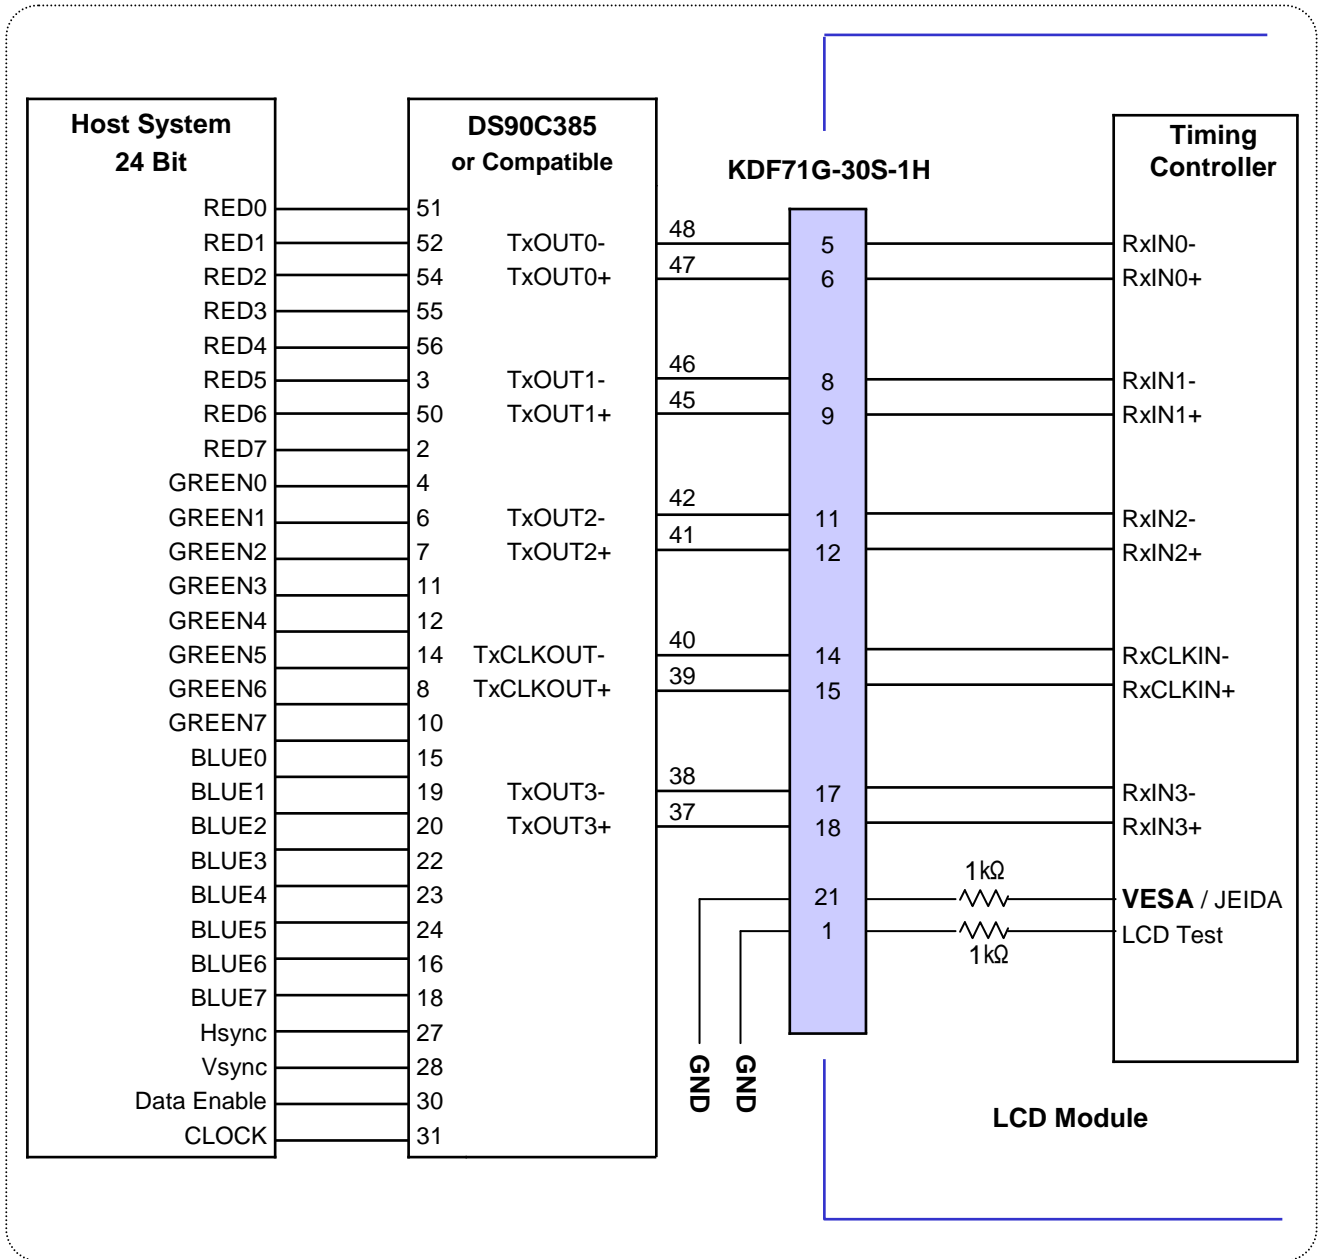 Host System
24 Bit
RED0
RED1
RED2
RED3
RED4
RED5
RED6
RED7
GREEN0
GREEN1
GREEN2
GREEN3
GREEN4
GREEN5
GREEN6
GREEN7
BLUE0
BLUE1
BLUE2
BLUE3
BLUE4
BLUE5
BLUE6
BLUE7
Hsync
Vsync
Data Enable
CLOCK
DS90C385
or Compatible
51
52
54
55
56
3
50
2
4
6
7
11
12
14
8
10
15
19
20
22
23
24
16
18
27
28
30
31
TxOUT0-
TxOUT0+
TxOUT1-
TxOUT1+
TxOUT2-
TxOUT2+
TxCLKOUT-
TxCLKOUT+
TxOUT3-
TxOUT3+
48
47
46
45
42
41
40
39
38
37
GND
GND
KDF71G-30S-1H
5
6
8
9
11
12
14
15
17
18
21
1
1kΩ
1kΩ
Timing
Controller
RxIN0-
RxIN0+
RxIN1-
RxIN1+
RxIN2-
RxIN2+
RxCLKIN-
RxCLKIN+
RxIN3-
RxIN3+
VESA / JEIDA
LCD Test
LCD Module